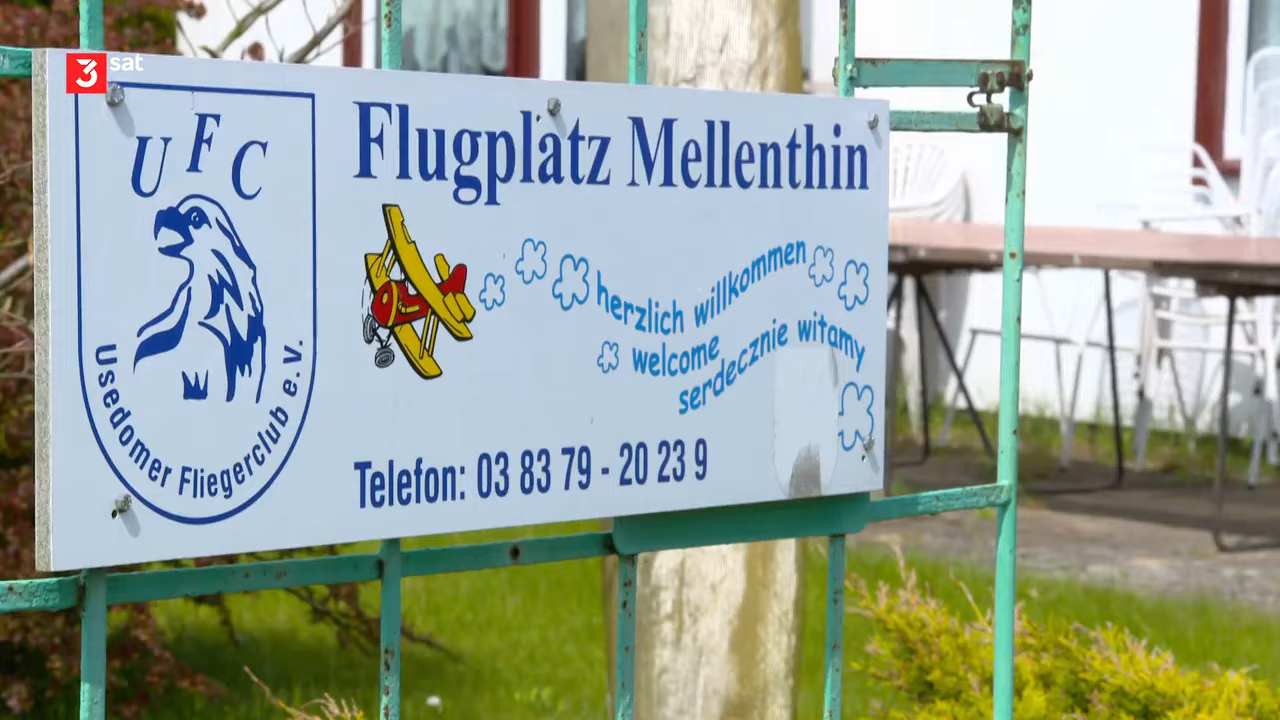 3sat
UFC
Usedomer Fliegerclub e.V.
Flugplatz Mellenthin
herzlich willkommen
welcome
serdecznie witamy
Telefon: 03 83 79 - 20 23 9